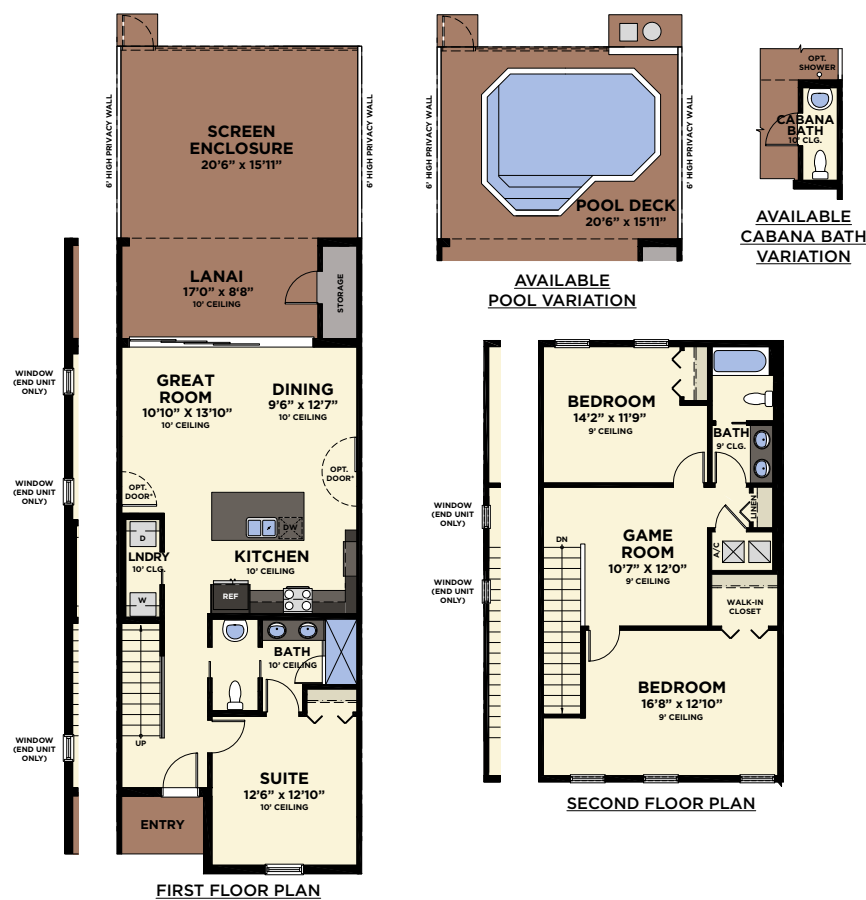 6' HIGH PRIVACY WALL
6' HIGH PRIVACY WALL
SCREEN
ENCLOSURE
20'6" x 15'11"
LANAI
17'0" x 8'8"
10' CEILING
STORAGE
WINDOW
(END UNIT
ONLY)
GREAT
ROOM
10'10" X 13'10"
10' CEILING
DINING
9'6" x 12'7"
10' CEILING
OPT.
DOOR*
WINDOW
(END UNIT
ONLY)
OPT.
DOOR*
D
LNDRY
10' CLG.
W
DW
KITCHEN
10' CEILING
REF
BATH
10' CEILING
UP
WINDOW
(END UNIT
ONLY)
SUITE
12'6" x 12'10"
10' CEILING
ENTRY
FIRST FLOOR PLAN
6' HIGH PRIVACY WALL
6' HIGH PRIVACY WALL
POOL DECK
20'6" x 15'11"
AVAILABLE
POOL VARIATION
OPT.
SHOWER
CABANA
BATH
10' CLG.
AVAILABLE
CABANA BATH
VARIATION
BEDROOM
14'2" x 11'9"
9' CEILING
BATH
9' CLG.
LINEN
WINDOW
(END UNIT
ONLY)
DN
GAME
ROOM
10'7" X 12'0"
9' CEILING
A/C
WINDOW
(END UNIT
ONLY)
WALK-IN
CLOSET
BEDROOM
16'8" x 12'10"
9' CEILING
SECOND FLOOR PLAN